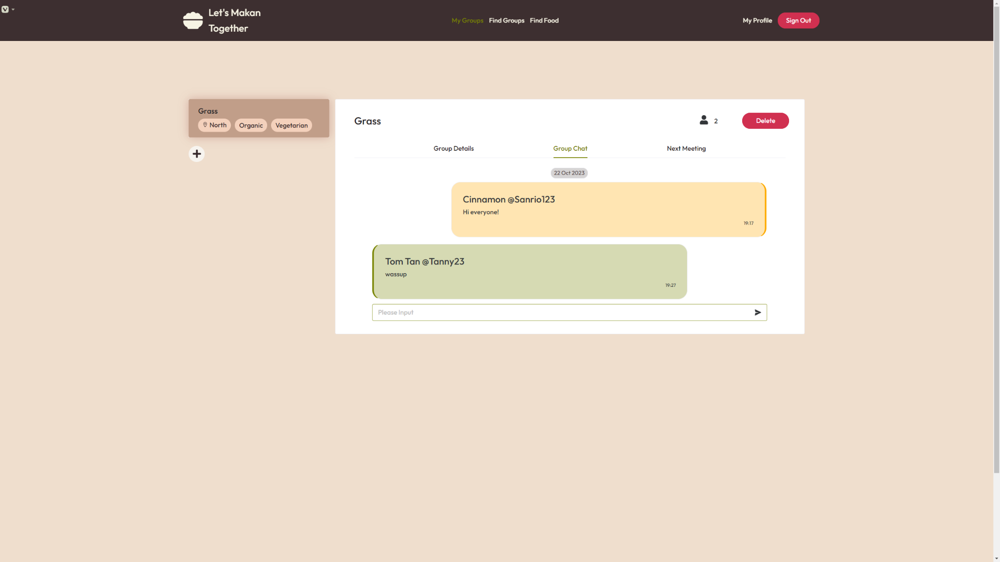 Let's Makan
Together
My Groups Find Groups Find Food
My Profile Sign Out
Grass
North Organic Vegetarian
Grass
2
Delete
Group Details Group Chat Next Meeting
22 Oct 2023
Cinnamon @Sanrio123
Hi everyone!
19:17
Tom Tan @Tanny23
wassup
19:27
Please Input